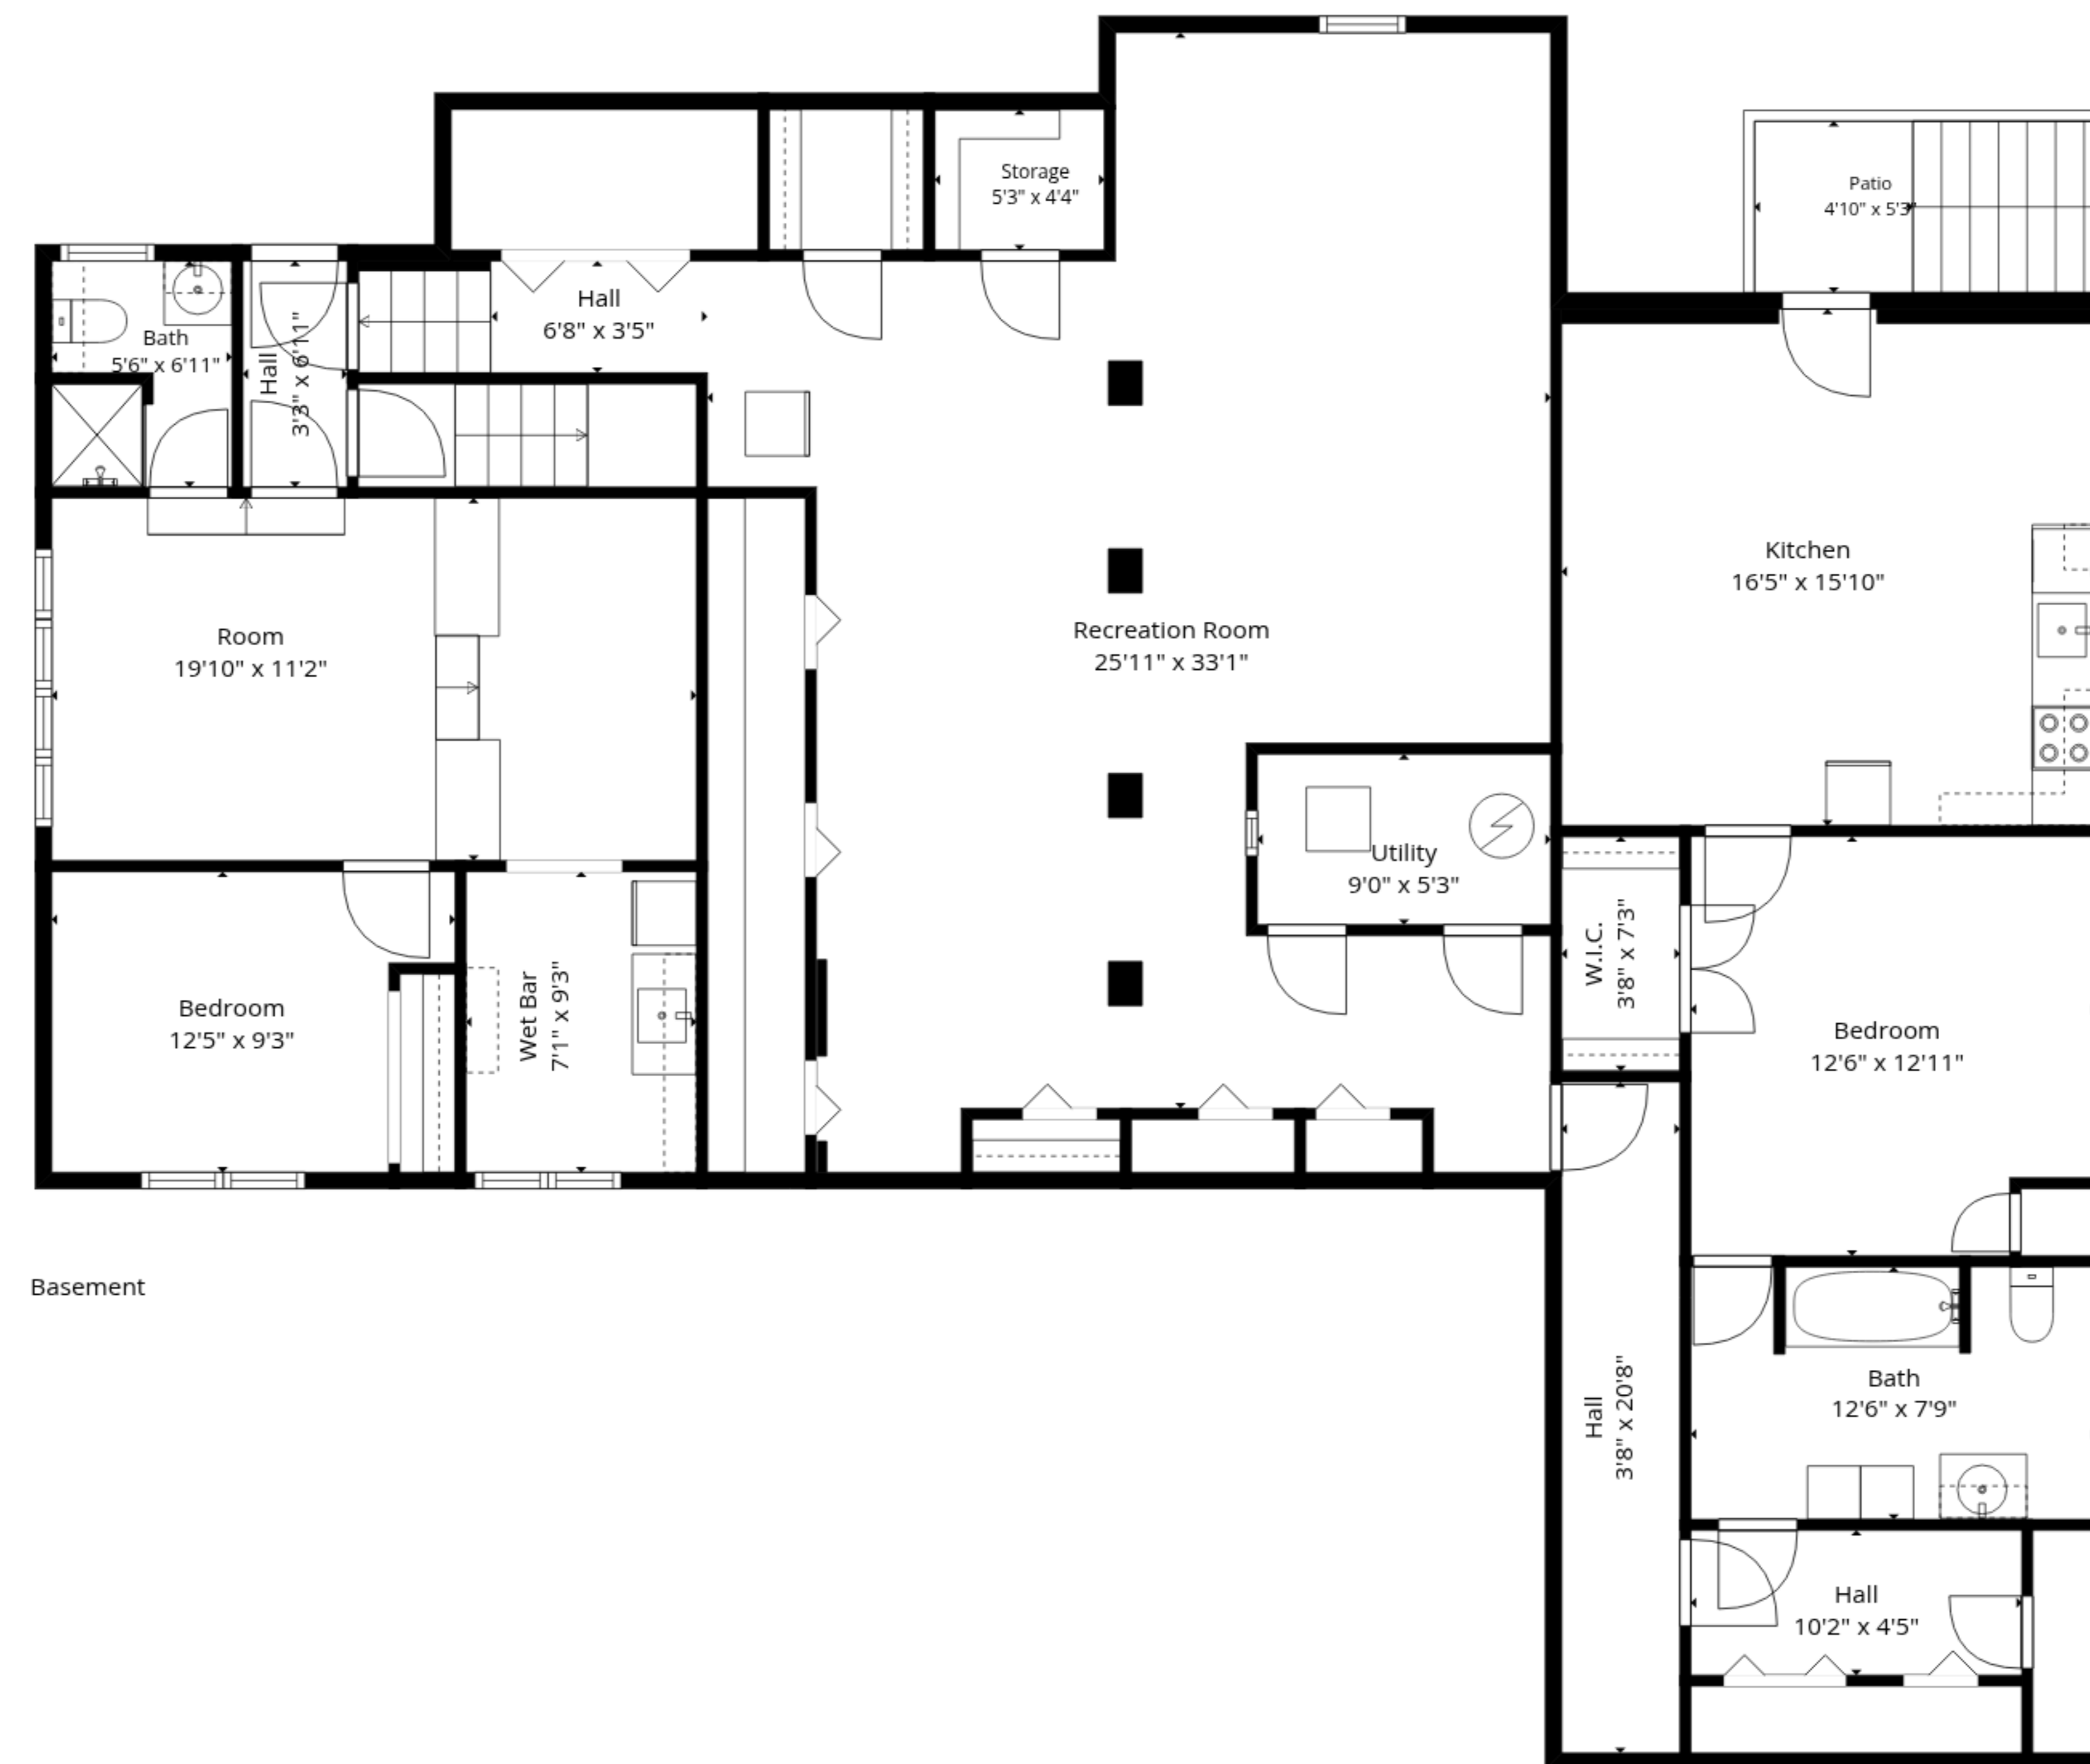 Storage
5'3" x 4'4"
Patio
4'10" x 5'3"
Hall
6'8" x 3'5"
Bath
5'6" x 6'11"
Hall
3'3" x 6'11"
Kitchen
16'5" x 15'10"
Room
19'10" x 11'2"
Recreation Room
25'11" x 33'1"
Utility
9'0" x 5'3"
W.I.C.
3'8" x 7'3"
Bedroom
12'5" x 9'3"
Wet Bar
7'1" x 9'3"
Bedroom
12'6" x 12'11"
Basement
Bath
12'6" x 7'9"
Hall
3'8" x 20'8"
Hall
10'2" x 4'5"